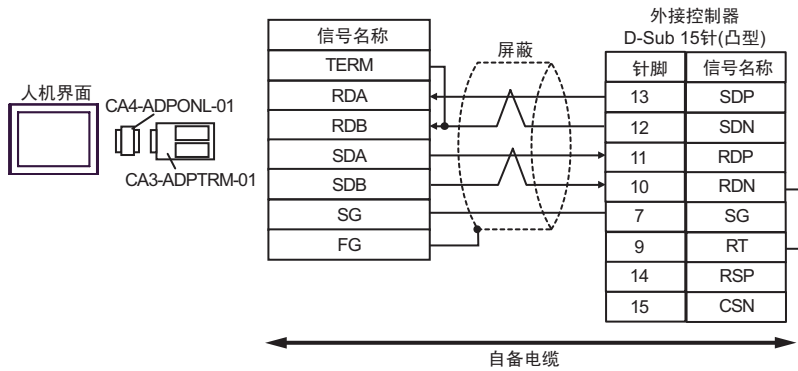 人机界面
CA4-ADPONL-01
CA3-ADPTRM-01
信号名称
TERM
RDA
RDB
SDA
SDB
SG
FG
屏蔽
外接控制器
D-Sub 15针(凸型)
针脚 信号名称
13 SDP
12 SDN
11 RDP
10 RDN
7 SG
9 RT
14 RSP
15 CSN
自备电缆